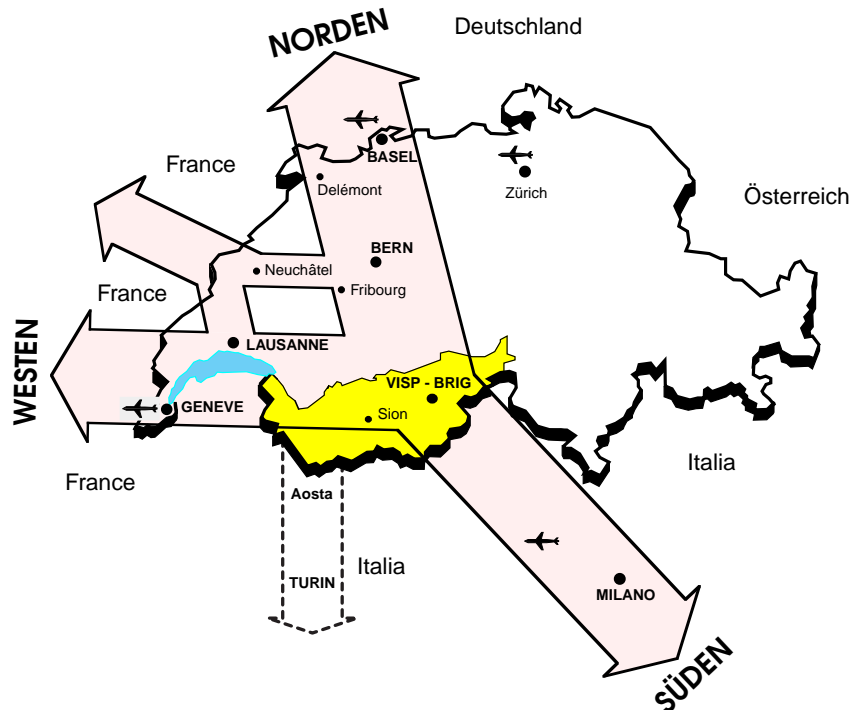 NORDEN
Deutschland
BASEL
France
Delémont
Zürich
Österreich
BERN
Neuchâtel
France
Fribourg
WESTEN
LAUSANNE
VISP - BRIG
GENEVE
Sion
Italia
France
Aosta
Italia
TURIN
MILANO
SÜDEN